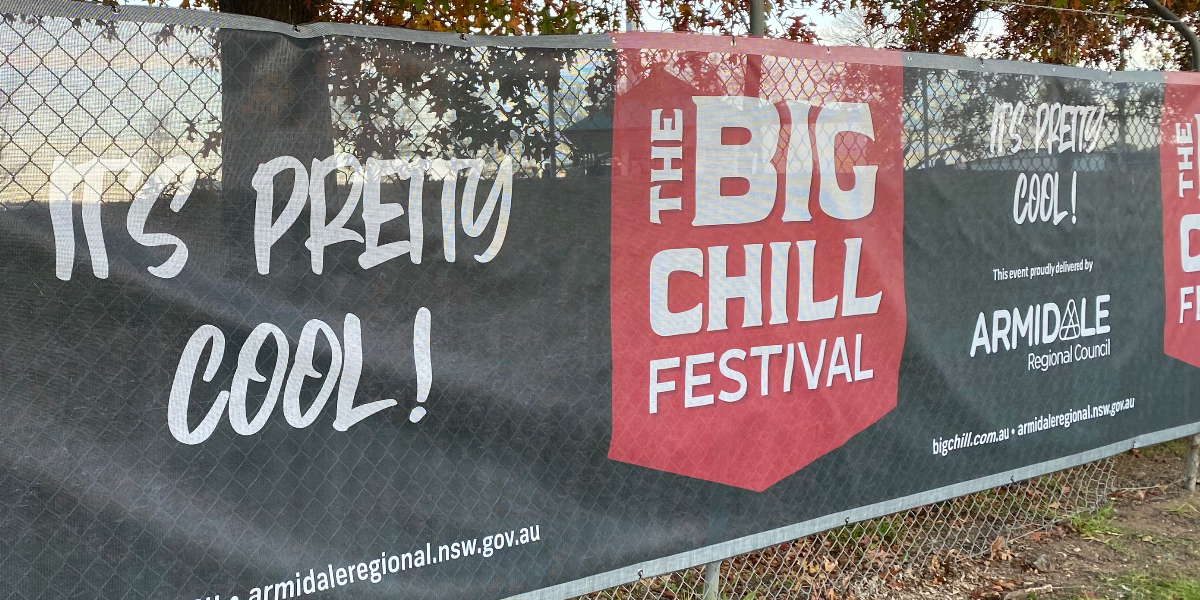 IT'S PRETTY
COOL!
armidaleregional.nsw.gov.au
THE BIG
CHILL
FESTIVAL
IT'S PRETTY
COOL!
This event proudly delivered by
ARMIDALE
Regional Council
bigchill.com.au • armidaleregional.nsw.gov.au
THE